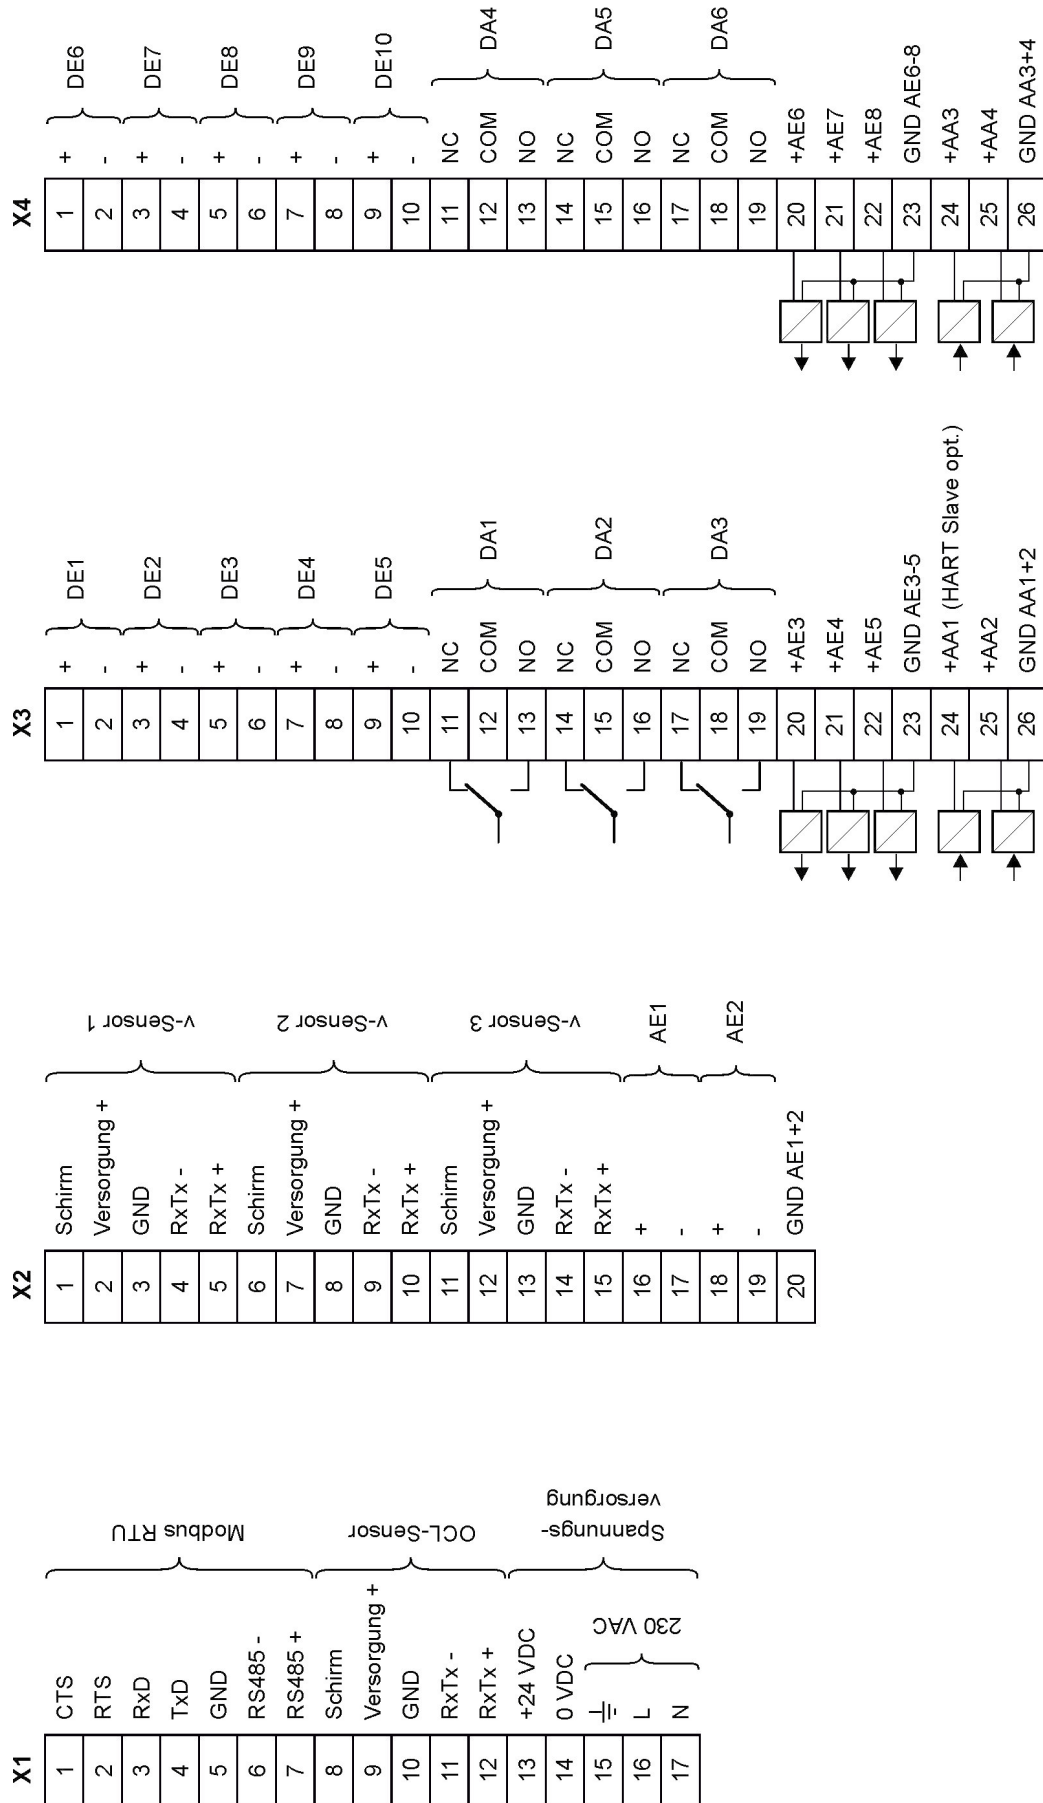 X1
1 CTS
2 RTS
3 RxD
4 TxD
5 GND
6 RS485 -
7 RS485 +
Modbus RTU
8 Schirm
9 Versorgung +
10 GND
11 RxTx -
12 RxTx +
OCL-Sensor
13 +24 VDC
14 0 VDC
15
16 L
17 N
230 VAC
Spannungs-
versorgung
X2
1 Schirm
2 Versorgung +
3 GND
4 RxTx -
5 RxTx +
v-Sensor 1
6 Schirm
7 Versorgung +
8 GND
9 RxTx -
10 RxTx +
v-Sensor 2
11 Schirm
12 Versorgung +
13 GND
14 RxTx -
15 RxTx +
v-Sensor 3
16 +
17 -
AE1
18 +
19 -
AE2
20 GND AE1+2
X3
1 +
2 -
DE1
3 +
4 -
DE2
5 +
6 -
DE3
7 +
8 -
DE4
9 +
10 -
DE5
11 NC
12 COM
13 NO
DA1
14 NC
15 COM
16 NO
DA2
17 NC
18 COM
19 NO
DA3
20 +AE3
21 +AE4
22 +AE5
23 GND AE3-5
24 +AA1 (HART Slave opt.)
25 +AA2
26 GND AA1+2
X4
1 +
2 -
DE6
3 +
4 -
DE7
5 +
6 -
DE8
7 +
8 -
DE9
9 +
10 -
DE10
11 NC
12 COM
13 NO
DA4
14 NC
15 COM
16 NO
DA5
17 NC
18 COM
19 NO
DA6
20 +AE6
21 +AE7
22 +AE8
23 GND AE6-8
24 +AA3
25 +AA4
26 GND AA3+4